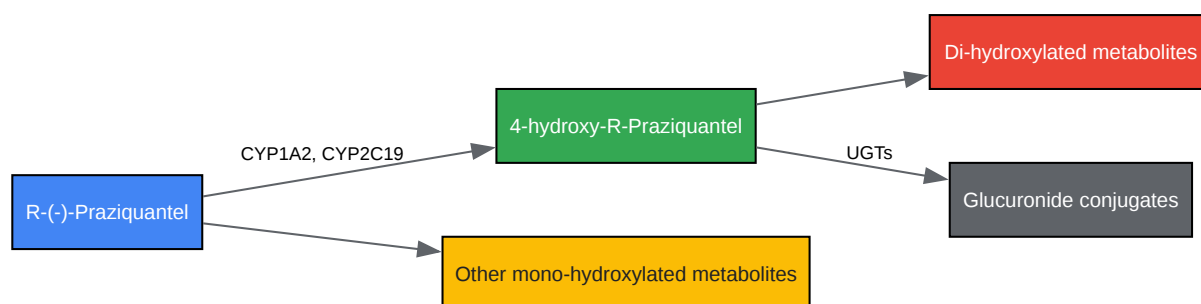 Di-hydroxylated metabolites
4-hydroxy-R-Praziquantel
CYP1A2, CYP2C19
UGTs
R-(-)-Praziquantel
Glucuronide conjugates
Other mono-hydroxylated metabolites